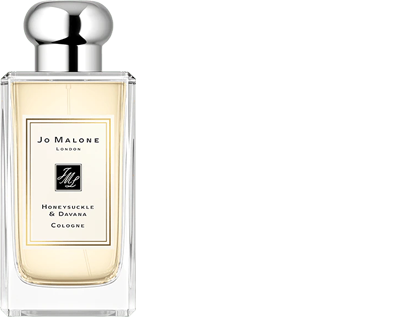 JO MALONE
LONDON
JML
HONEYSUCKLE
& DAVANA
COLOGNE